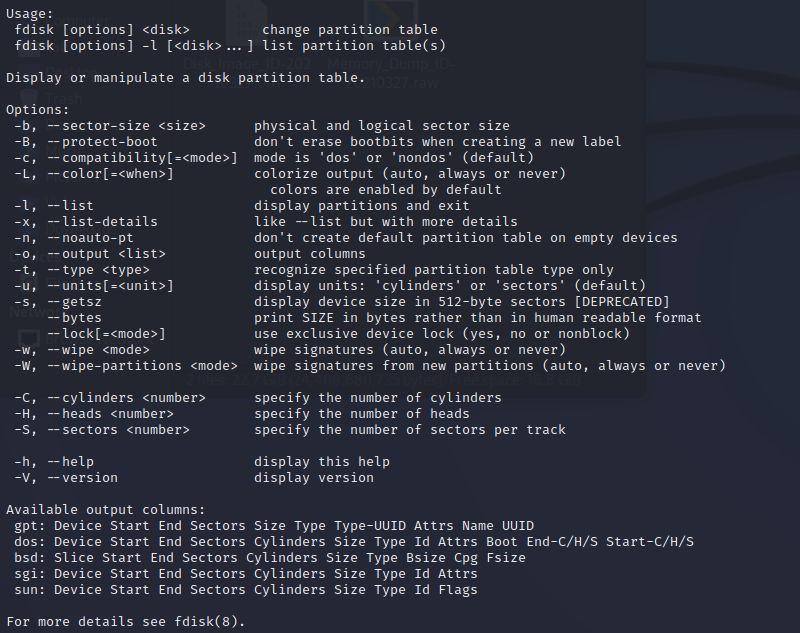 Usage:
fdisk [options] <disk> change partition table
fdisk [options] -l [<disk>...] list partition table(s)
Display or manipulate a disk partition table.
Options:
-b, --sector-size <size> physical and logical sector size
-B, --protect-boot don't erase bootbits when creating a new label
-c, --compatibility[=<mode>] mode is 'dos' or 'nondos' (default)
-L, --color[=<when>] colorize output (auto, always or never)
colors are enabled by default
-l, --list display partitions and exit
-x, --list-details like --list but with more details
-n, --noauto-pt don't create default partition table on empty devices
-o, --output <list> output columns
-t, --type <type> recognize specified partition table type only
-u, --units[=<unit>] display units: 'cylinders' or 'sectors' (default)
-s, --getsz display device size in 512-byte sectors [DEPRECATED]
--bytes print SIZE in bytes rather than in human readable format
--lock[=<mode>] use exclusive device lock (yes, no or nonblock)
-w, --wipe <mode> wipe signatures (auto, always or never)
-W, --wipe-partitions <mode> wipe signatures from new partitions (auto, always or never)
-C, --cylinders <number> specify the number of cylinders
-H, --heads <number> specify the number of heads
-S, --sectors <number> specify the number of sectors per track
-h, --help display this help
-V, --version display version
Available output columns:
gpt: Device Start End Sectors Size Type Type-UUID Attrs Name UUID
dos: Device Start End Sectors Cylinders Size Type Id Attrs Boot End-C/H/S Start-C/H/S
bsd: Slice Start End Sectors Cylinders Size Type Bsize Cpg Fsize
sgi: Device Start End Sectors Cylinders Size Type Id Attrs
sun: Device Start End Sectors Cylinders Size Type Id Flags
For more details see fdisk(8).